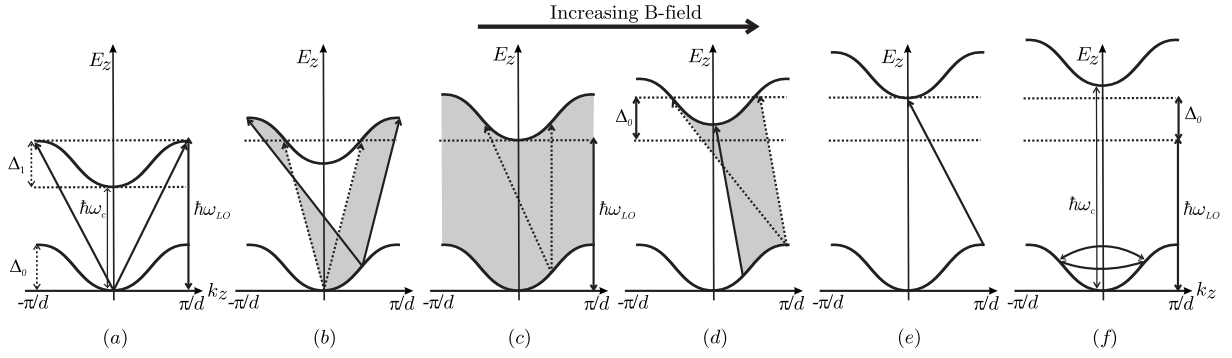 Increasing B-field
E_z E_z E_z E_z E_z E_z
Δ_0 Δ_0
Δ_1
ħω_c ħω_LO ħω_LO ħω_c ħω_LO
Δ_0
k_z k_z
-π/d π/d -π/d π/d -π/d π/d -π/d π/d -π/d π/d -π/d π/d
(a) (b) (c) (d) (e) (f)